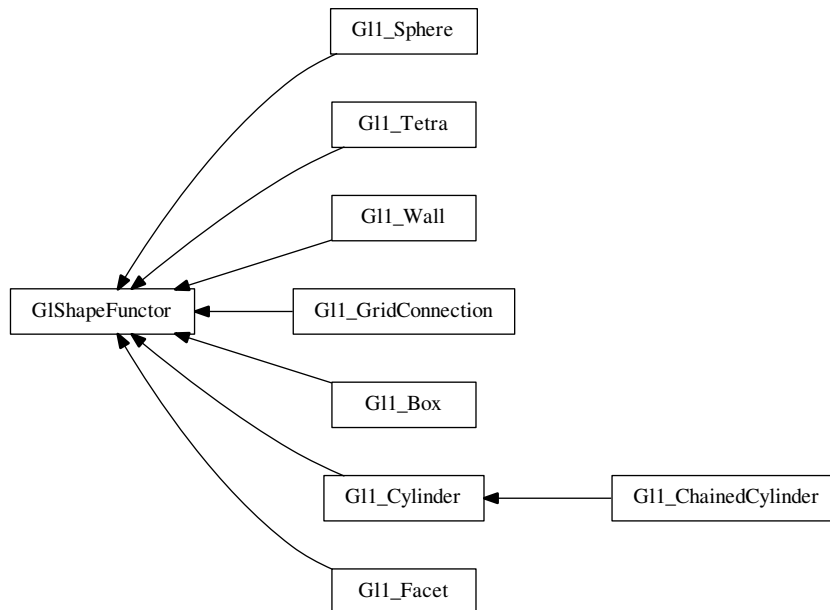 Gl1_Sphere
Gl1_Tetra
Gl1_Wall
GlShapeFunctor
Gl1_GridConnection
Gl1_Box
Gl1_Cylinder
Gl1_ChainedCylinder
Gl1_Facet